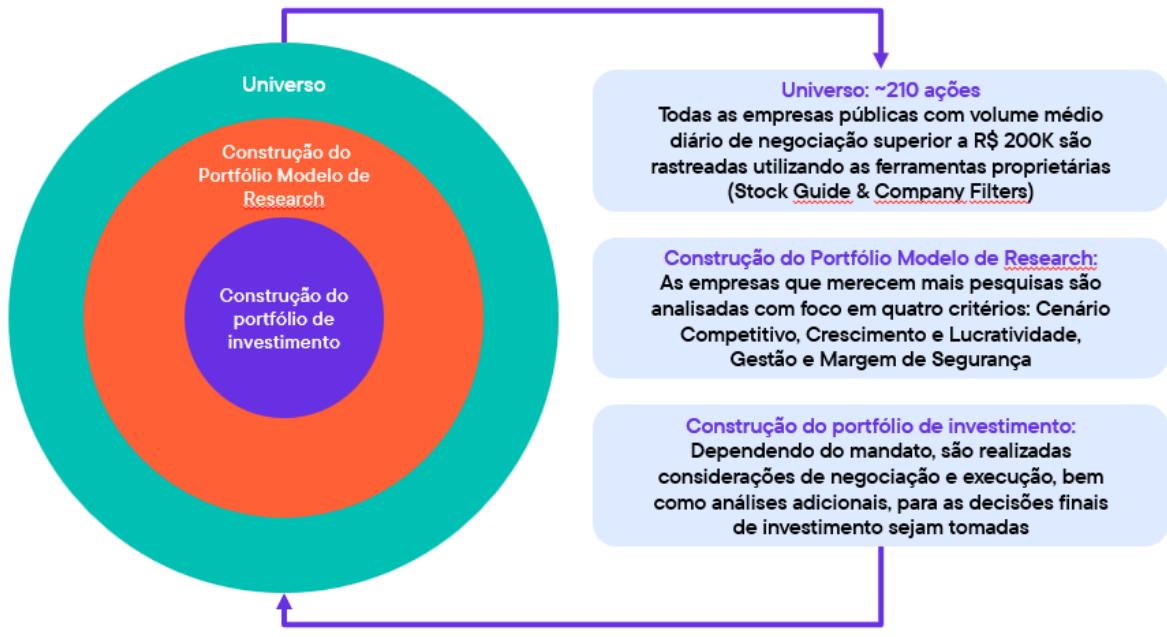 Universo
Construção do
Portfólio Modelo de
Research
Construção do
portfólio de
investimento
Universo: ~210 ações
Todas as empresas públicas com volume médio
diário de negociação superior a R$ 200K são
rastreadas utilizando as ferramentas proprietárias
(Stock Guide & Company Filters)
Construção do Portfólio Modelo de Research:
As empresas que merecem mais pesquisas são
analisadas com foco em quatro critérios: Cenário
Competitivo, Crescimento e Lucratividade,
Gestão e Margem de Segurança
Construção do portfólio de investimento:
Dependendo do mandato, são realizadas
considerações de negociação e execução, bem
como análises adicionais, para as decisões finais
de investimento sejam tomadas